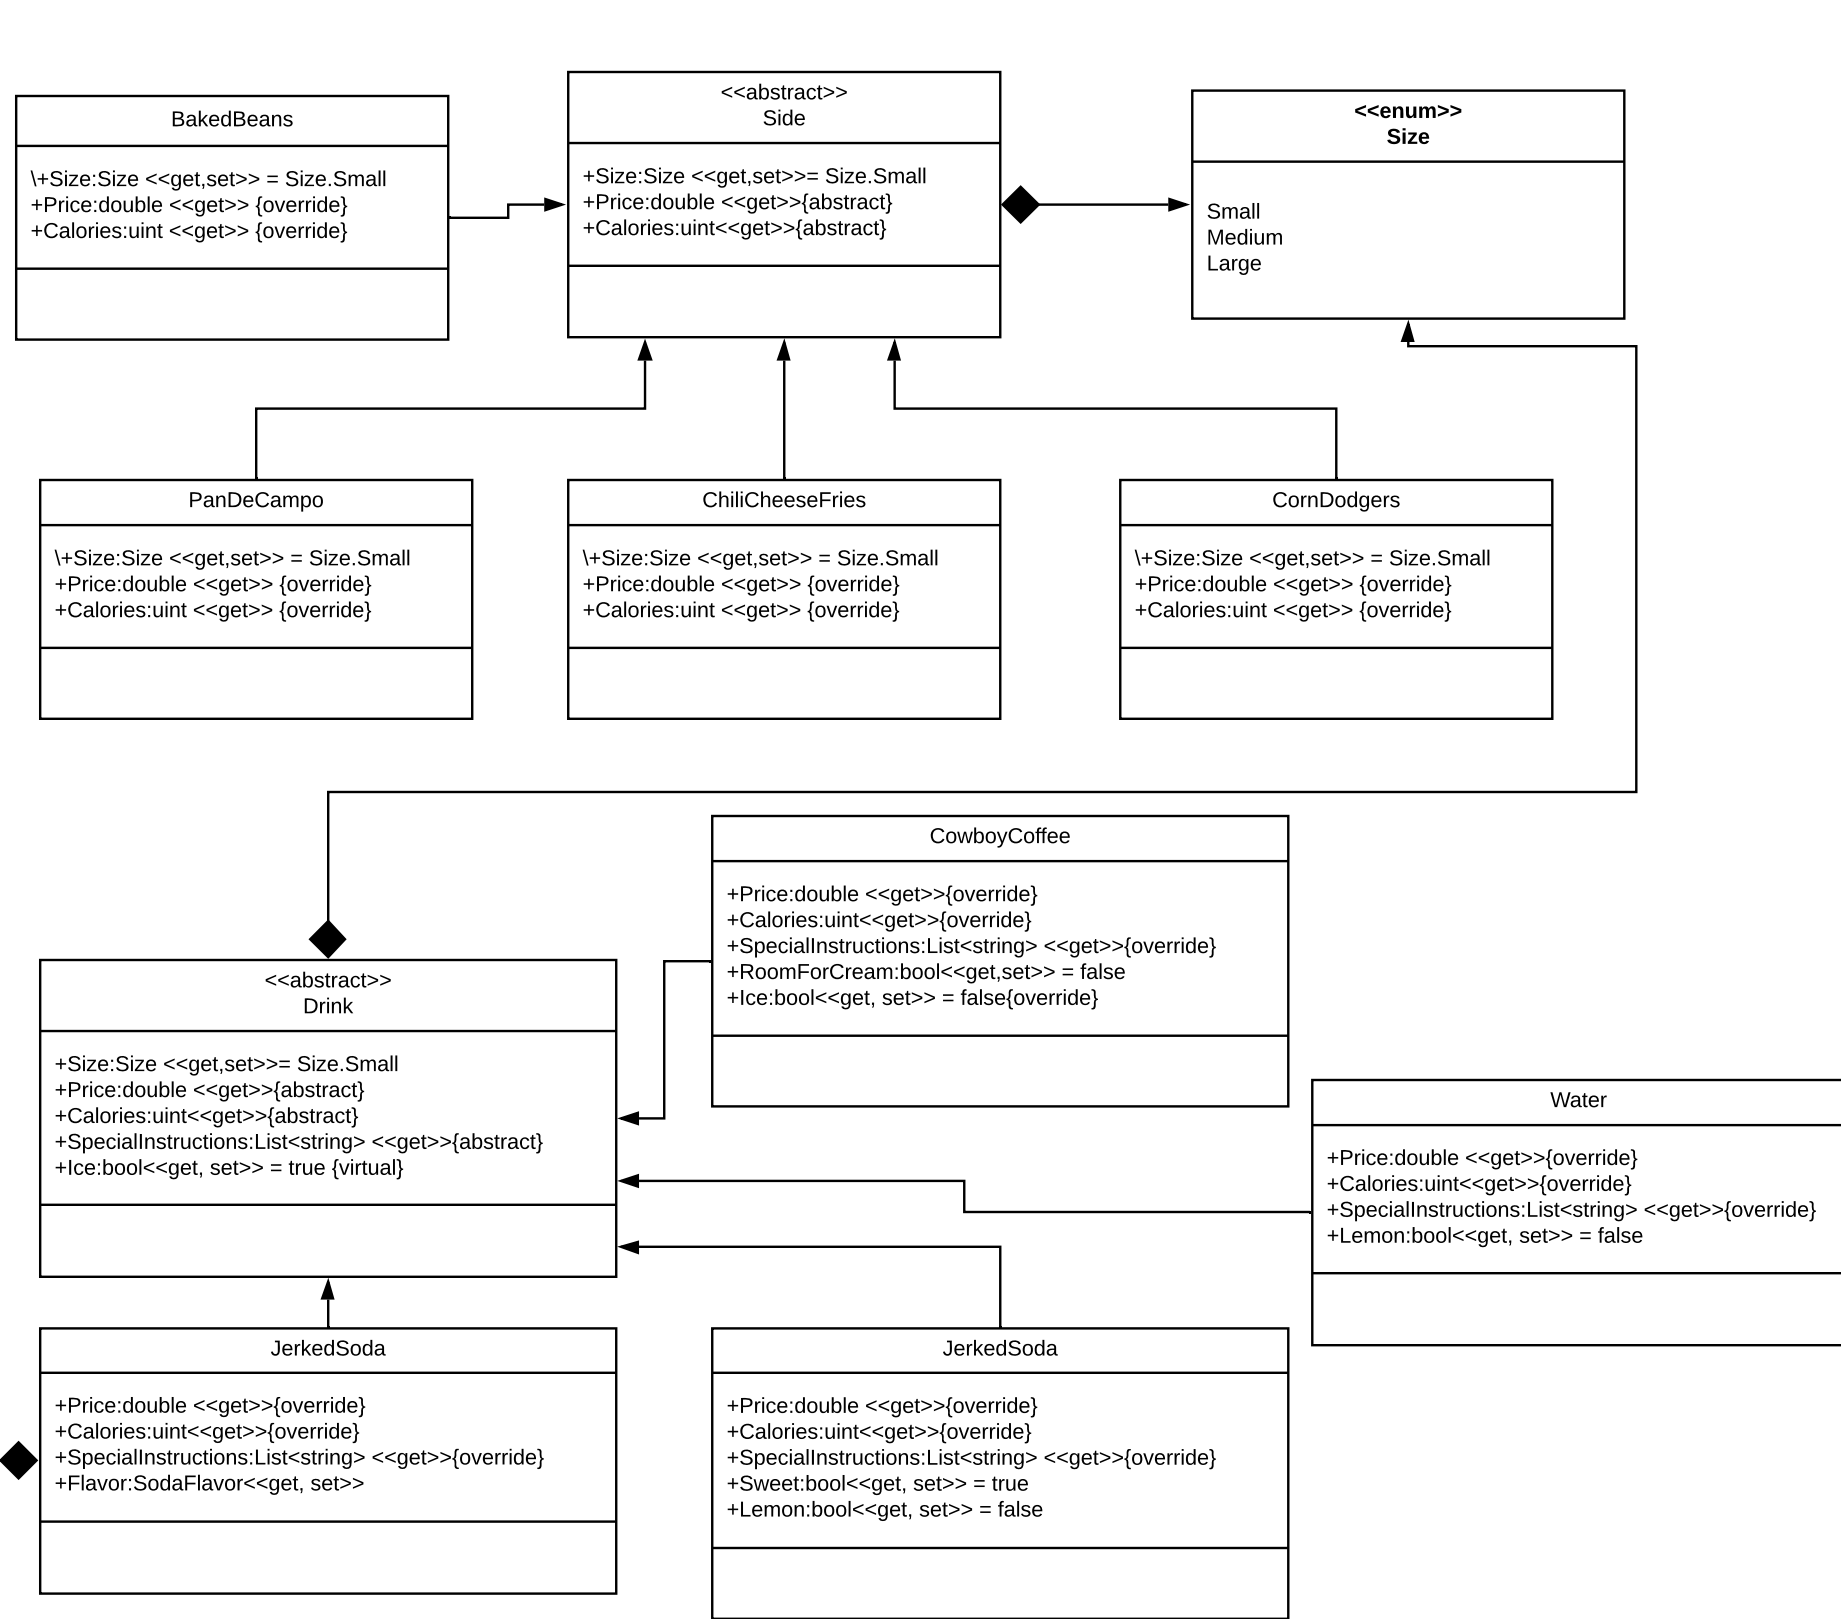 BakedBeans
\+Size:Size <<get,set>> = Size.Small
+Price:double <<get>> {override}
+Calories:uint <<get>> {override}
<<abstract>>
Side
+Size:Size <<get,set>>= Size.Small
+Price:double <<get>>{abstract}
+Calories:uint<<get>>{abstract}
<<enum>>
Size
Small
Medium
Large
PanDeCampo
\+Size:Size <<get,set>> = Size.Small
+Price:double <<get>> {override}
+Calories:uint <<get>> {override}
ChiliCheeseFries
\+Size:Size <<get,set>> = Size.Small
+Price:double <<get>> {override}
+Calories:uint <<get>> {override}
CornDodgers
\+Size:Size <<get,set>> = Size.Small
+Price:double <<get>> {override}
+Calories:uint <<get>> {override}
CowboyCoffee
+Price:double <<get>>{override}
+Calories:uint<<get>>{override}
+SpecialInstructions:List<string> <<get>>{override}
+RoomForCream:bool<<get,set>> = false
+Ice:bool<<get, set>> = false{override}
<<abstract>>
Drink
+Size:Size <<get,set>>= Size.Small
+Price:double <<get>>{abstract}
+Calories:uint<<get>>{abstract}
+SpecialInstructions:List<string> <<get>>{abstract}
+Ice:bool<<get, set>> = true {virtual}
Water
+Price:double <<get>>{override}
+Calories:uint<<get>>{override}
+SpecialInstructions:List<string> <<get>>{override}
+Lemon:bool<<get, set>> = false
JerkedSoda
+Price:double <<get>>{override}
+Calories:uint<<get>>{override}
+SpecialInstructions:List<string> <<get>>{override}
+Flavor:SodaFlavor<<get, set>>
JerkedSoda
+Price:double <<get>>{override}
+Calories:uint<<get>>{override}
+SpecialInstructions:List<string> <<get>>{override}
+Sweet:bool<<get, set>> = true
+Lemon:bool<<get, set>> = false